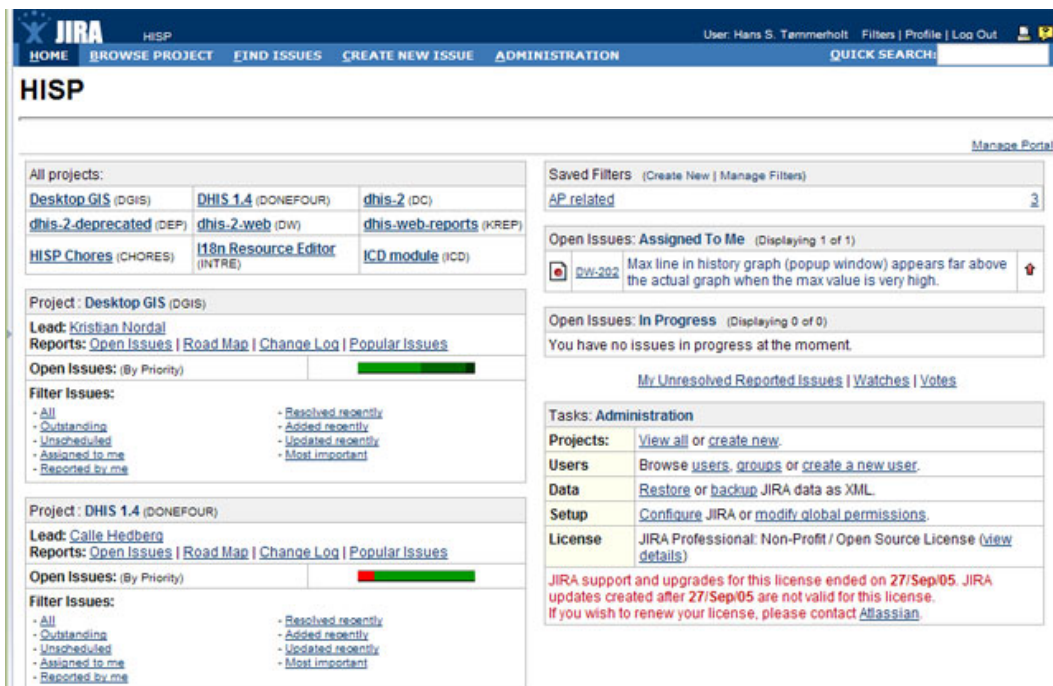 JIRA HISP User: Hans S. Tømmerholt Filters | Profile | Log Out
HOME BROWSE PROJECT FIND ISSUES CREATE NEW ISSUE ADMINISTRATION QUICK SEARCH:
HISP
Manage Portal
All projects:
Desktop GIS (DGIS) DHIS 1.4 (DONEFOUR) dhis-2 (DC)
dhis-2-deprecated (DEP) dhis-2-web (DW) dhis-web-reports (KREP)
HISP Chores (CHORES) I18n Resource Editor (INTRE) ICD module (ICD)
Project : Desktop GIS (DGIS)
Lead: Kristian Nordal
Reports: Open Issues | Road Map | Change Log | Popular Issues
Open Issues: (By Priority)
Filter Issues:
- All - Resolved recently
- Outstanding - Added recently
- Unscheduled - Updated recently
- Assigned to me - Most important
- Reported by me
Project : DHIS 1.4 (DONEFOUR)
Lead: Calle Hedberg
Reports: Open Issues | Road Map | Change Log | Popular Issues
Open Issues: (By Priority)
Filter Issues:
- All - Resolved recently
- Outstanding - Added recently
- Unscheduled - Updated recently
- Assigned to me - Most important
- Reported by me
Saved Filters (Create New | Manage Filters)
AP related 3
Open Issues: Assigned To Me (Displaying 1 of 1)
DW-202 Max line in history graph (popup window) appears far above
the actual graph when the max value is very high.
Open Issues: In Progress (Displaying 0 of 0)
You have no issues in progress at the moment.
My Unresolved Reported Issues | Watches | Votes
Tasks: Administration
Projects: View all or create new.
Users Browse users, groups or create a new user.
Data Restore or backup JIRA data as XML.
Setup Configure JIRA or modify global permissions.
License JIRA Professional: Non-Profit / Open Source License (view
details)
JIRA support and upgrades for this license ended on 27/Sep/05. JIRA
updates created after 27/Sep/05 are not valid for this license.
If you wish to renew your license, please contact Atlassian.